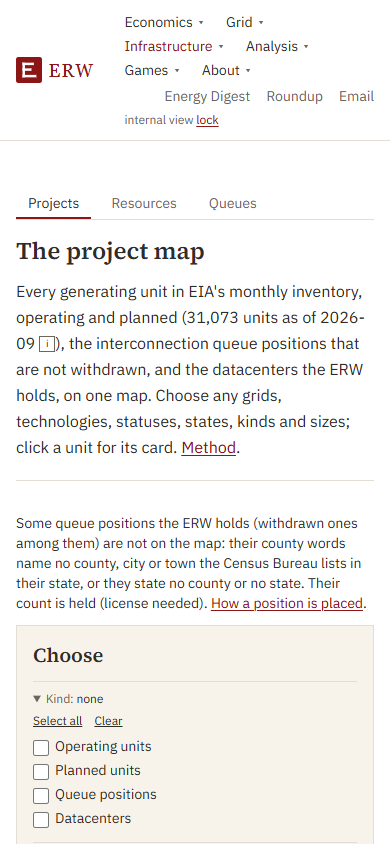 Economics ▾ Grid ▾
Infrastructure ▾ Analysis ▾
E ERW
Games ▾ About ▾
Energy Digest Roundup Email
internal view lock
Projects Resources Queues
The project map
Every generating unit in EIA's monthly inventory,
operating and planned (31,073 units as of 2026-
09 i), the interconnection queue positions that
are not withdrawn, and the datacenters the ERW
holds, on one map. Choose any grids,
technologies, statuses, states, kinds and sizes;
click a unit for its card. Method.
Some queue positions the ERW holds (withdrawn ones
among them) are not on the map: their county words
name no county, city or town the Census Bureau lists in
their state, or they state no county or no state. Their
count is held (license needed). How a position is placed.
Choose
▼ Kind: none
Select all Clear
Operating units
Planned units
Queue positions
Datacenters